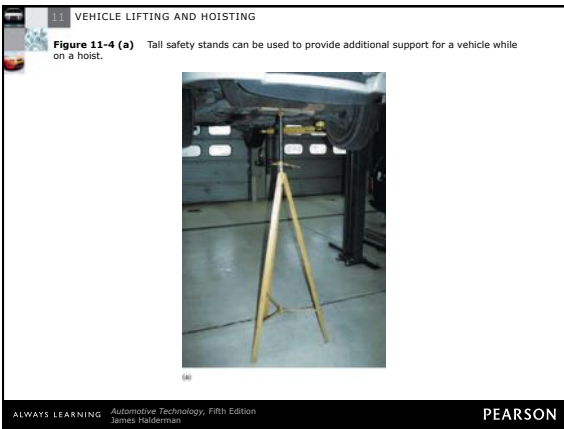 11 VEHICLE LIFTING AND HOISTING
Figure 11-4 (a) Tall safety stands can be used to provide additional support for a vehicle while
on a hoist.
(a)
ALWAYS LEARNING Automotive Technology, Fifth Edition
James Halderman
PEARSON